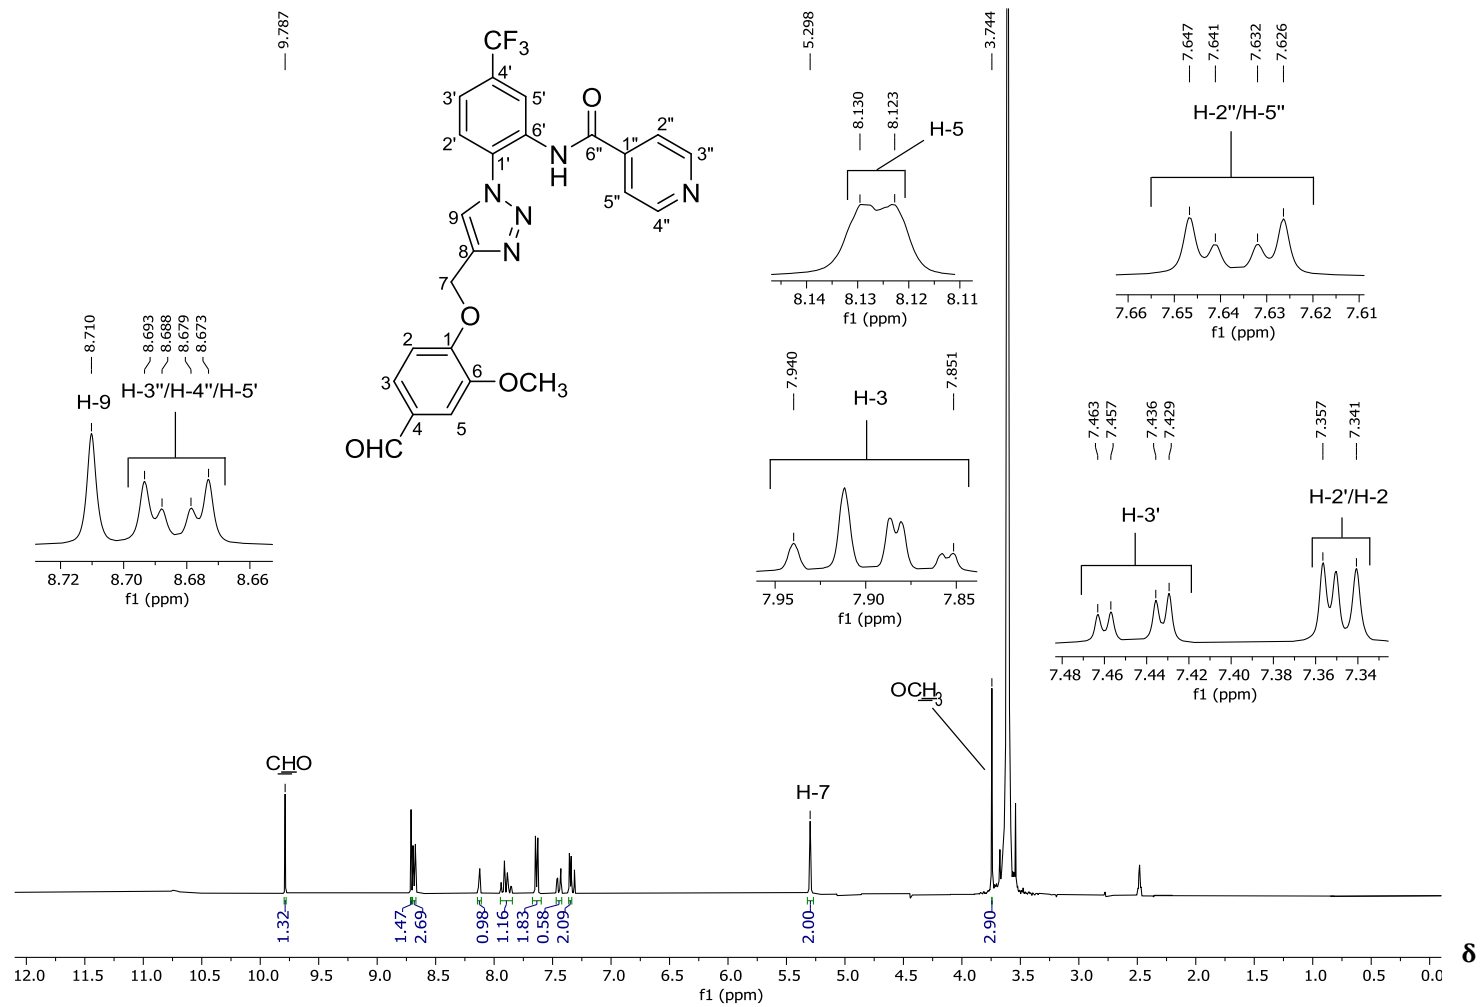 9.787
5.298
3.744
7.647
7.641
7.632
7.626
H-2"/H-5"
7.66 7.65 7.64 7.63 7.62 7.61
f1 (ppm)
8.130
8.123
H-5
8.14 8.13 8.12 8.11
f1 (ppm)
CF3
4'
3'
5'
2'
6'
1'
O
N
H
6"
1"
2"
3"
N
5"
4"
N
N
N
9
8
7
O
2
1
3
6
OCH3
4
5
OHC
8.710
8.693
8.688
8.679
8.673
H-9
H-3"/H-4"/H-5'
8.72 8.70 8.68 8.66
f1 (ppm)
7.940
7.851
H-3
7.95 7.90 7.85
f1 (ppm)
7.463
7.457
7.436
7.429
7.357
7.341
H-3'
H-2'/H-2
7.48 7.46 7.44 7.42 7.40 7.38 7.36 7.34
f1 (ppm)
OCH3
CHO
H-7
1.32
1.47
2.69
0.98
1.16
1.83
0.58
2.09
2.00
2.90
12.0 11.5 11.0 10.5 10.0 9.5 9.0 8.5 8.0 7.5 7.0 6.5 6.0 5.5 5.0 4.5 4.0 3.5 3.0 2.5 2.0 1.5 1.0 0.5 0.0
f1 (ppm)
δ